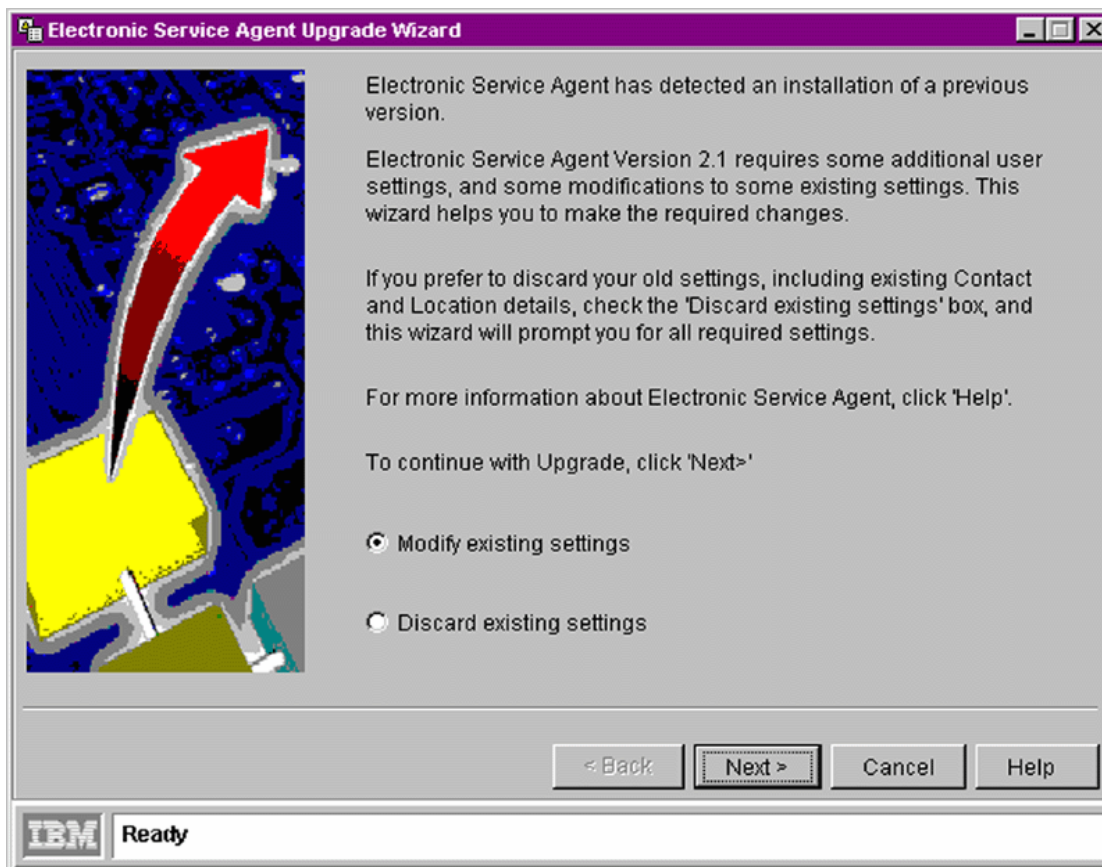 Electronic Service Agent Upgrade Wizard
Electronic Service Agent has detected an installation of a previous
version.
Electronic Service Agent Version 2.1 requires some additional user
settings, and some modifications to some existing settings. This
wizard helps you to make the required changes.
If you prefer to discard your old settings, including existing Contact
and Location details, check the 'Discard existing settings' box, and
this wizard will prompt you for all required settings.
For more information about Electronic Service Agent, click 'Help'.
To continue with Upgrade, click 'Next>'
Modify existing settings
Discard existing settings
< Back
Next >
Cancel
Help
IBM
Ready